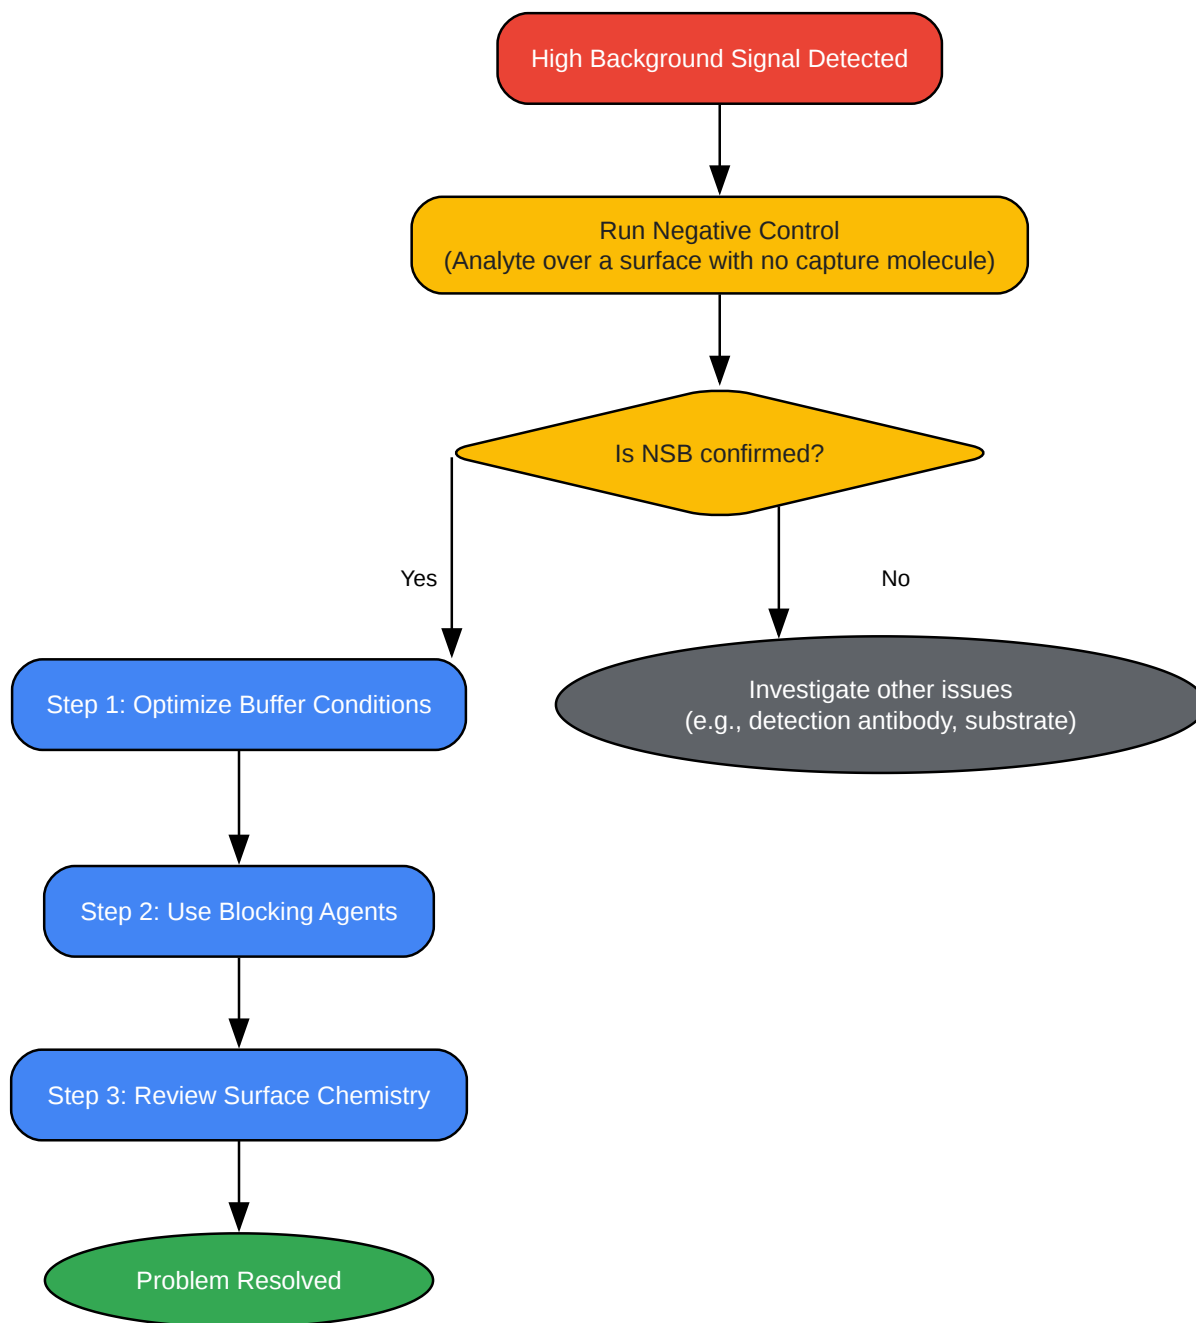 High Background Signal Detected
Run Negative Control
(Analyte over a surface with no capture molecule)
Is NSB confirmed?
Yes
No
Step 1: Optimize Buffer Conditions
Investigate other issues
(e.g., detection antibody, substrate)
Step 2: Use Blocking Agents
Step 3: Review Surface Chemistry
Problem Resolved